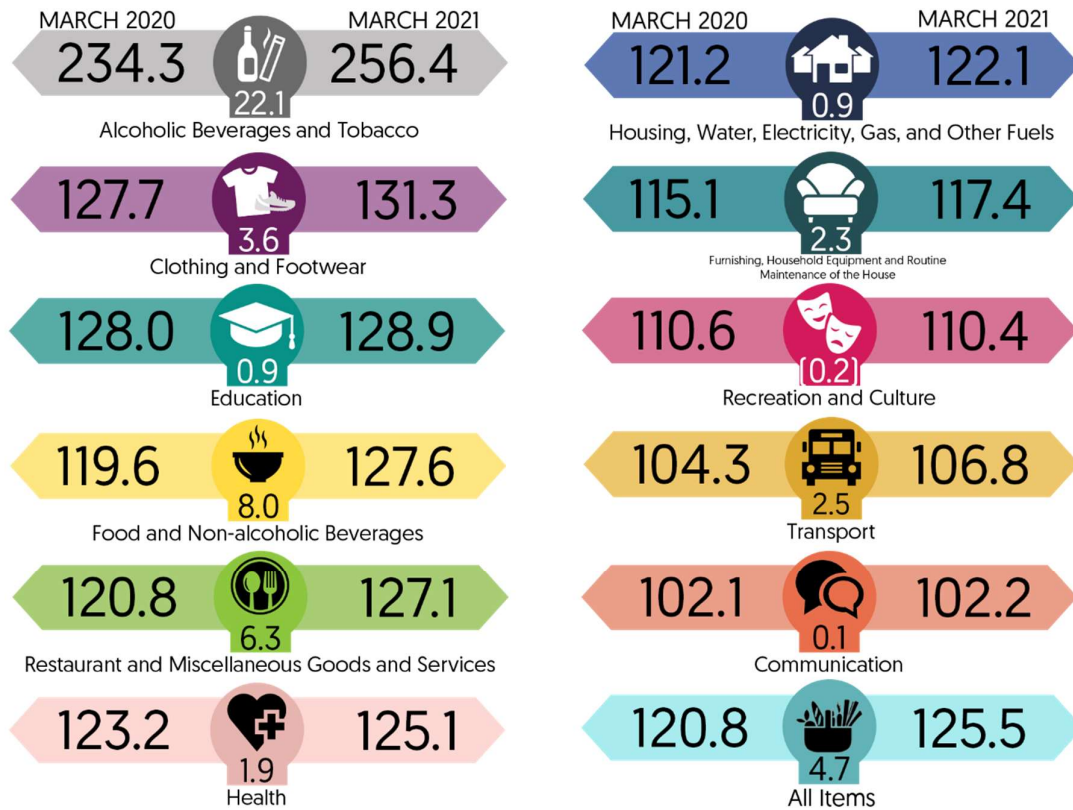 MARCH 2020 MARCH 2021
234.3 256.4
22.1
Alcoholic Beverages and Tobacco
127.7 131.3
3.6
Clothing and Footwear
128.0 128.9
0.9
Education
119.6 127.6
8.0
Food and Non-alcoholic Beverages
120.8 127.1
6.3
Restaurant and Miscellaneous Goods and Services
123.2 125.1
1.9
Health
MARCH 2020 MARCH 2021
121.2 122.1
0.9
Housing, Water, Electricity, Gas, and Other Fuels
115.1 117.4
2.3
Furnishing, Household Equipment and Routine
Maintenance of the House
110.6 110.4
(0.2)
Recreation and Culture
104.3 106.8
2.5
Transport
102.1 102.2
0.1
Communication
120.8 125.5
4.7
All Items